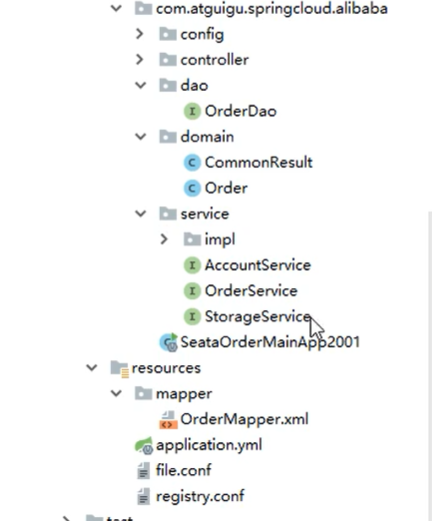 com.atguigu.springcloud.alibaba
config
controller
dao
OrderDao
domain
CommonResult
Order
service
impl
AccountService
OrderService
StorageService
SeataOrderMainApp2001
resources
mapper
OrderMapper.xml
application.yml
file.conf
registry.conf
test